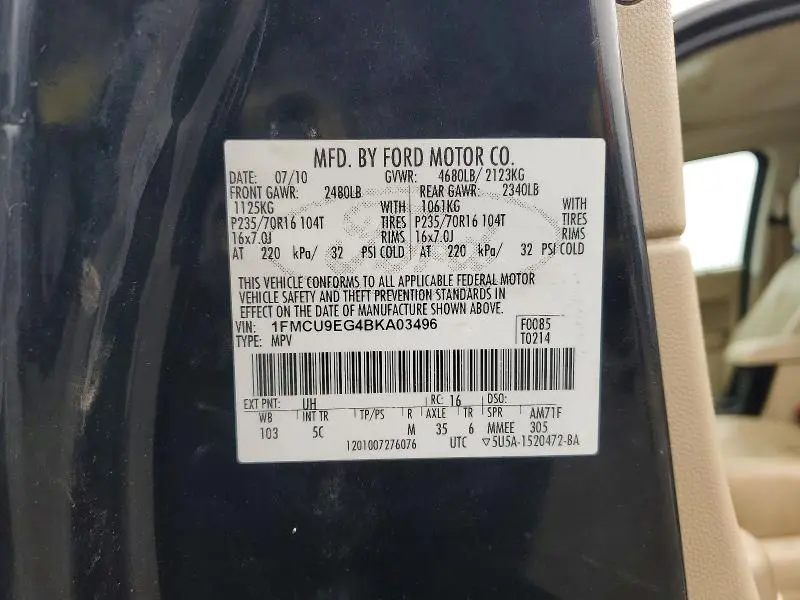 MFD. BY FORD MOTOR CO.
DATE: 07/10 GVWR: 4680LB/ 2123KG
FRONT GAWR: 2480LB REAR GAWR: 2340LB
1125KG WITH 1061KG WITH
P235/70R16 104T TIRES P235/70R16 104T TIRES
16x7.0J RIMS 16x7.0J RIMS
AT 220 kPa/ 32 PSI COLD AT 220 kPa/ 32 PSI COLD
THIS VEHICLE CONFORMS TO ALL APPLICABLE FEDERAL MOTOR
VEHICLE SAFETY AND THEFT PREVENTION STANDARDS IN
EFFECT ON THE DATE OF MANUFACTURE SHOWN ABOVE.
VIN: 1FMCU9EG4BKA03496 F0085
TYPE: MPV T0214
EXT PNT: UH RC: 16 DSO:
WB INT TR TP/PS R AXLE TR SPR AM71F
103 5C M 35 6 MMEE 305
1201007276076 UTC ▽5U5A-1520472-BA